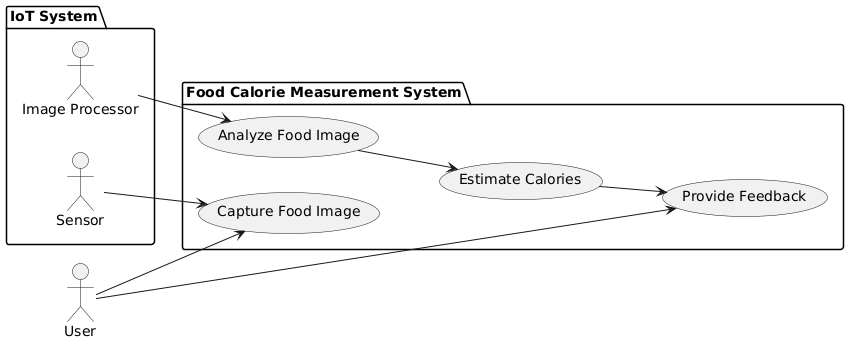 IoT System
Image Processor
Sensor
User
Food Calorie Measurement System
Analyze Food Image
Capture Food Image
Estimate Calories
Provide Feedback